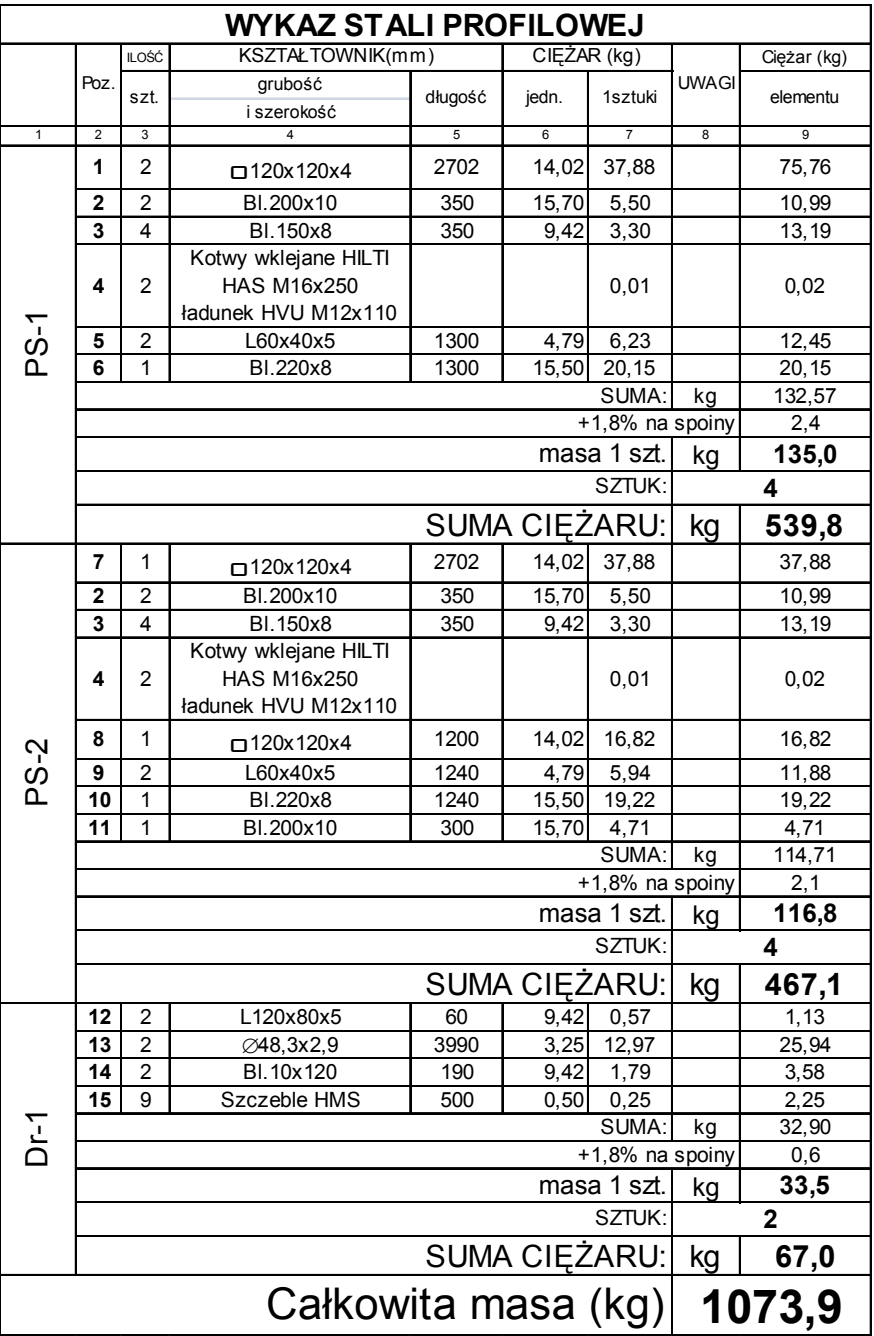 WYKAZ STALI PROFILOWEJ
Poz. ILOŚĆ KSZTAŁTOWNIK(mm) CIĘŻAR (kg) UWAGI Ciężar (kg)
szt. grubość długość jedn. 1sztuki elementu
i szerokość
1 2 3 4 5 6 7 8 9
PS-1
1 2 □120x120x4 2702 14,02 37,88 75,76
2 2 Bl.200x10 350 15,70 5,50 10,99
3 4 Bl.150x8 350 9,42 3,30 13,19
Kotwy wklejane HILTI
4 2 HAS M16x250 0,01 0,02
ładunek HVU M12x110
5 2 L60x40x5 1300 4,79 6,23 12,45
6 1 Bl.220x8 1300 15,50 20,15 20,15
SUMA: kg 132,57
+1,8% na spoiny 2,4
masa 1 szt. kg 135,0
SZTUK: 4
SUMA CIĘŻARU: kg 539,8
PS-2
7 1 □120x120x4 2702 14,02 37,88 37,88
2 2 Bl.200x10 350 15,70 5,50 10,99
3 4 Bl.150x8 350 9,42 3,30 13,19
Kotwy wklejane HILTI
4 2 HAS M16x250 0,01 0,02
ładunek HVU M12x110
8 1 □120x120x4 1200 14,02 16,82 16,82
9 2 L60x40x5 1240 4,79 5,94 11,88
10 1 Bl.220x8 1240 15,50 19,22 19,22
11 1 Bl.200x10 300 15,70 4,71 4,71
SUMA: kg 114,71
+1,8% na spoiny 2,1
masa 1 szt. kg 116,8
SZTUK: 4
SUMA CIĘŻARU: kg 467,1
Dr-1
12 2 L120x80x5 60 9,42 0,57 1,13
13 2 ∅48,3x2,9 3990 3,25 12,97 25,94
14 2 Bl.10x120 190 9,42 1,79 3,58
15 9 Szczeble HMS 500 0,50 0,25 2,25
SUMA: kg 32,90
+1,8% na spoiny 0,6
masa 1 szt. kg 33,5
SZTUK: 2
SUMA CIĘŻARU: kg 67,0
Całkowita masa (kg) 1073,9